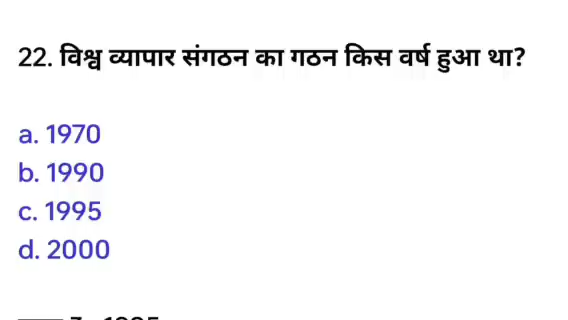 22. विश्व व्यापार संगठन का गठन किस वर्ष हुआ था?
a. 1970
b. 1990
c. 1995
d. 2000